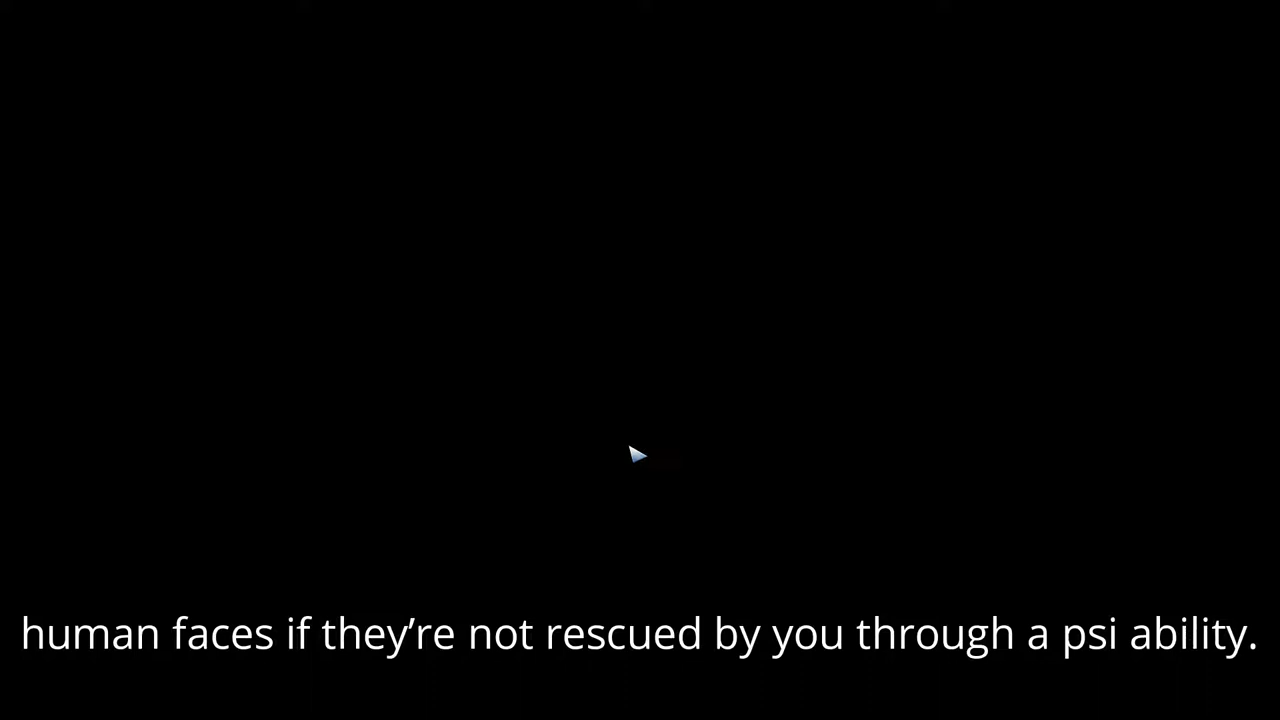 human faces if they’re not rescued by you through a psi ability.